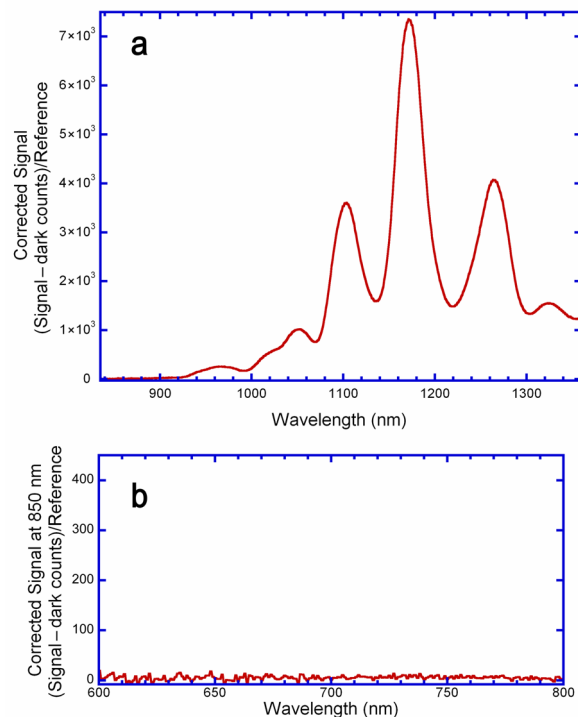 a
7×10³
6×10³
5×10³
4×10³
3×10³
2×10³
1×10³
0
Corrected Signal
(Signal – dark counts)/Reference
900 1000 1100 1200 1300
Wavelength (nm)
b
400
300
200
100
0
Corrected Signal at 850 nm
(Signal – dark counts)/Reference
600 650 700 750 800
Wavelength (nm)